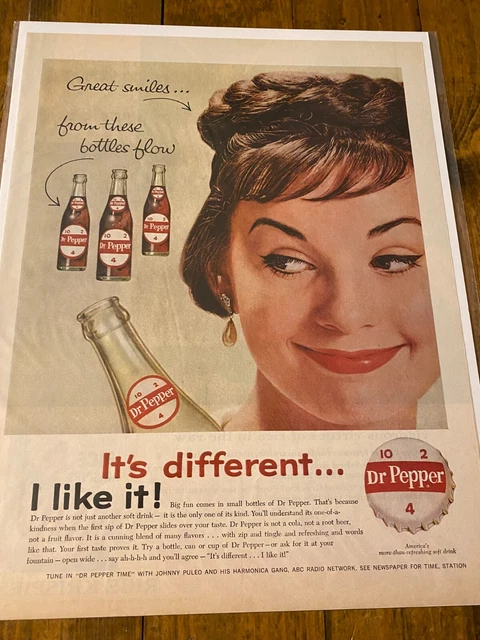 Great smiles...
from these
bottles flow
10 2
Dr Pepper
4
10 2
Dr Pepper
4
10 2
Dr Pepper
4
10 2
Dr Pepper
4
It's different...
I like it! Big fun comes in small bottles of Dr. Pepper. That's because
Dr Pepper is not just another soft drink — it is the only one of its kind. You'll understand its one-of-a-
kindness when the first sip of Dr Pepper slides over your taste. Dr Pepper is not a cola, not a root beer,
not a fruit flavor. It is a cunning blend of many flavors . . . with zip and tingle and refreshing and words
like that. Your first taste proves it. Try a bottle, can or cup of Dr Pepper — or ask for it at your
fountain — open wide . . . say ah-h-h-h and you'll agree — "It's different . . . I like it!"
10 2
Dr Pepper
4
America's
more-than-refreshing soft drink
TUNE IN "DR PEPPER TIME" WITH JOHNNY PULEO AND HIS HARMONICA GANG, ABC RADIO NETWORK, SEE NEWSPAPER FOR TIME, STATION